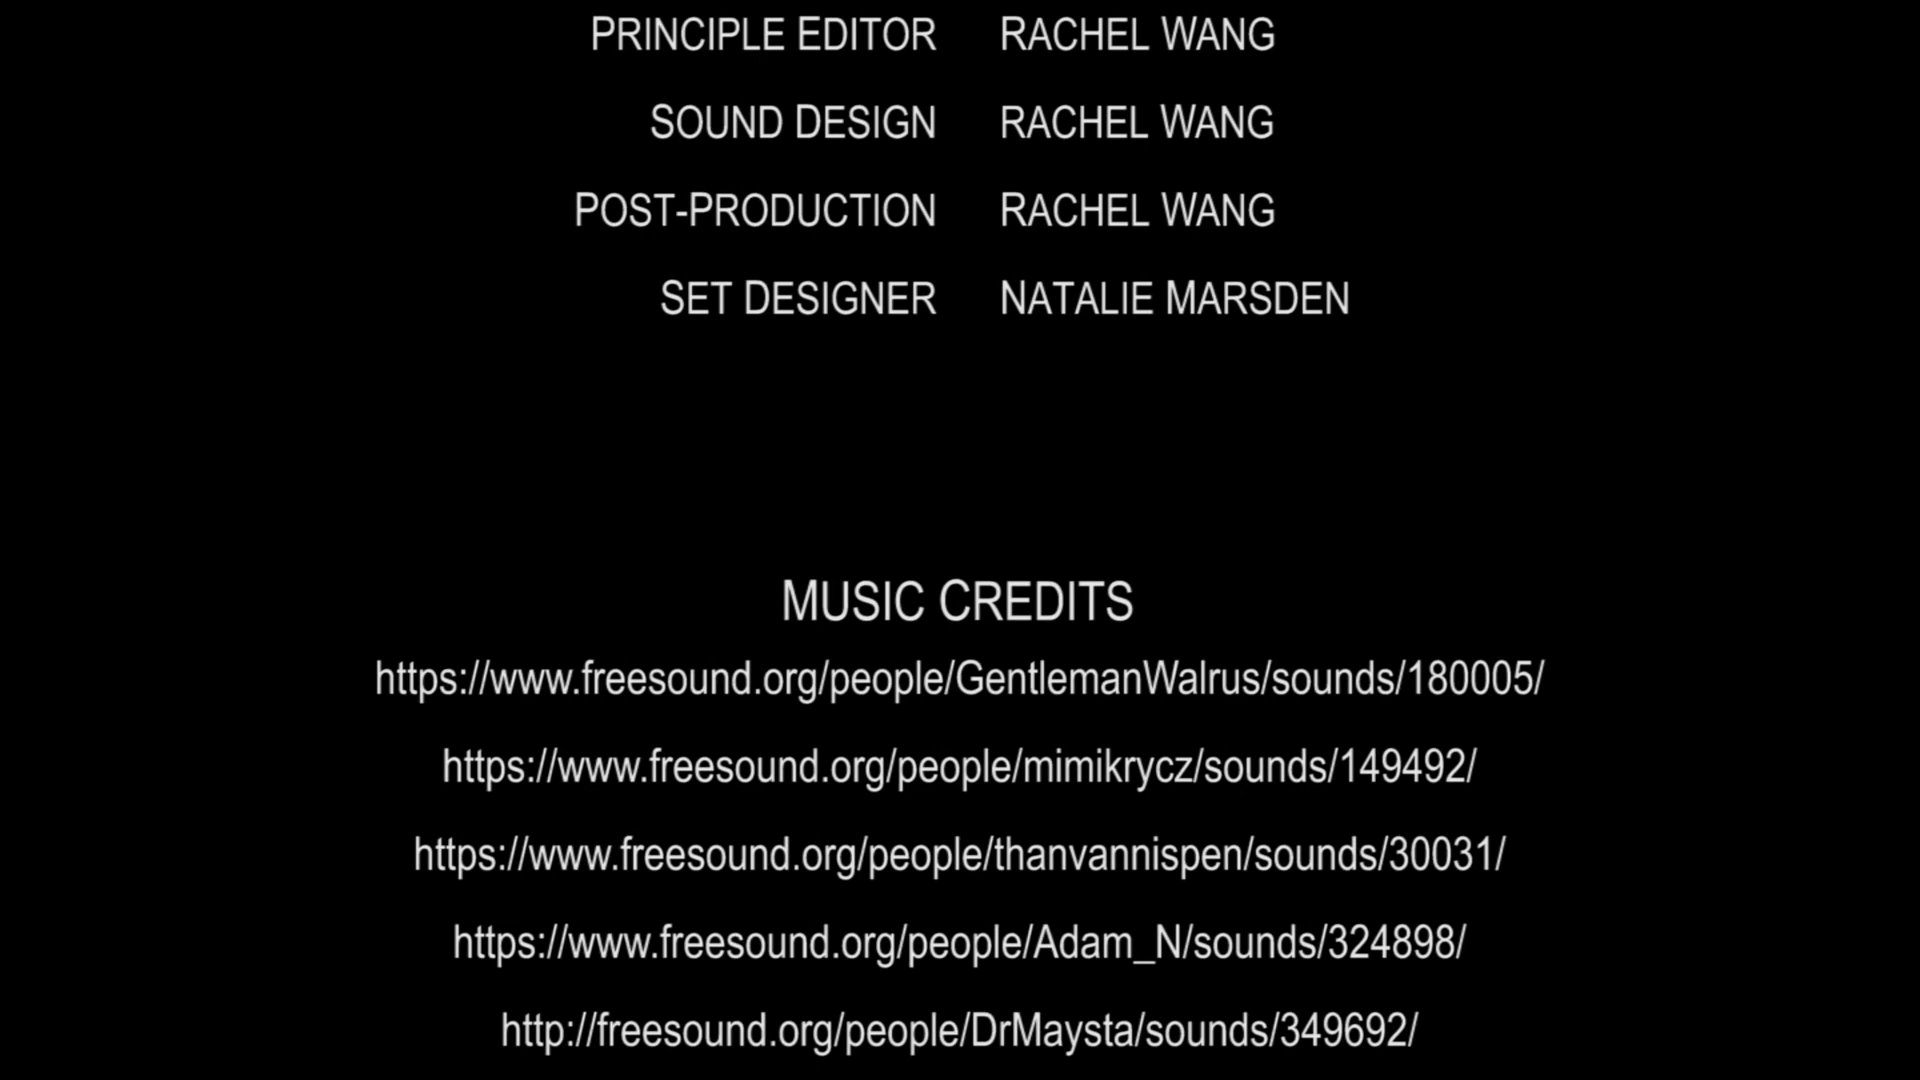 PRINCIPLE EDITOR RACHEL WANG
SOUND DESIGN RACHEL WANG
POST-PRODUCTION RACHEL WANG
SET DESIGNER NATALIE MARSDEN
MUSIC CREDITS
https://www.freesound.org/people/GentlemanWalrus/sounds/180005/
https://www.freesound.org/people/mimikrycz/sounds/149492/
https://www.freesound.org/people/thanvannispen/sounds/30031/
https://www.freesound.org/people/Adam_N/sounds/324898/
http://freesound.org/people/DrMaysta/sounds/349692/